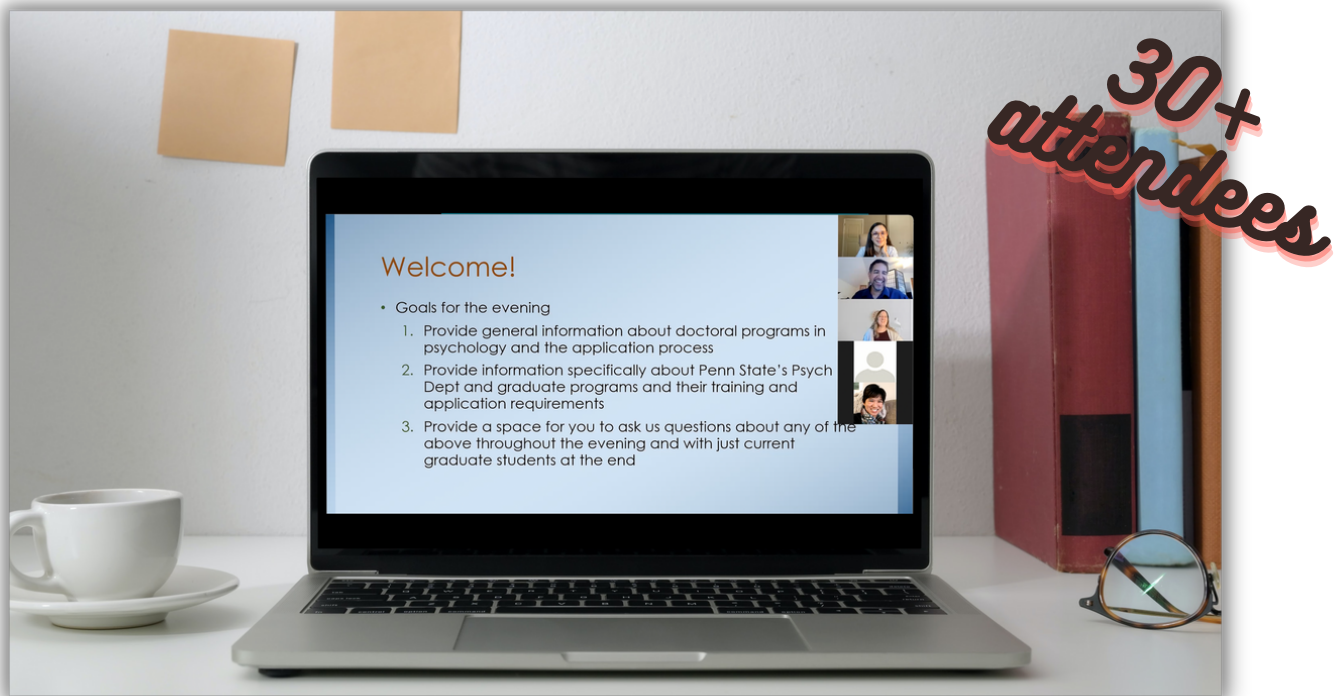 30+
attendees
Welcome!
• Goals for the evening
1. Provide general information about doctoral programs in
psychology and the application process
2. Provide information specifically about Penn State's Psych
Dept and graduate programs and their training and
application requirements
3. Provide a space for you to ask us questions about any of the
above throughout the evening and with just current
graduate students at the end